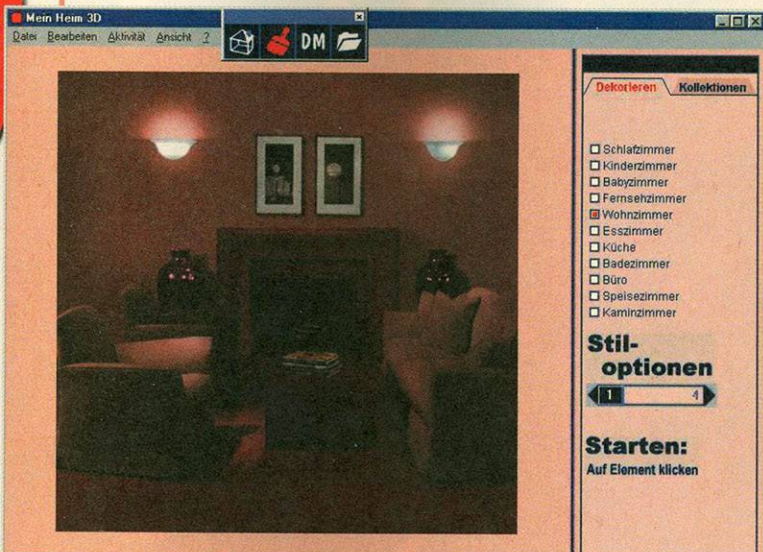 Mein Heim 3D
Datei Bearbeiten Aktivität Ansicht ?
DM
Dekorieren Kollektionen
Schlafzimmer
Kinderzimmer
Babyzimmer
Fernsehzimmer
Wohnzimmer
Esszimmer
Küche
Badezimmer
Büro
Speisezimmer
Kaminzimmer
Stil-
optionen
1 4
Starten:
Auf Element klicken